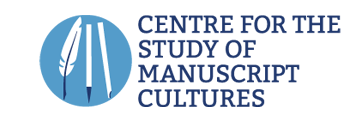 CENTRE FOR THE
STUDY OF
MANUSCRIPT
CULTURES